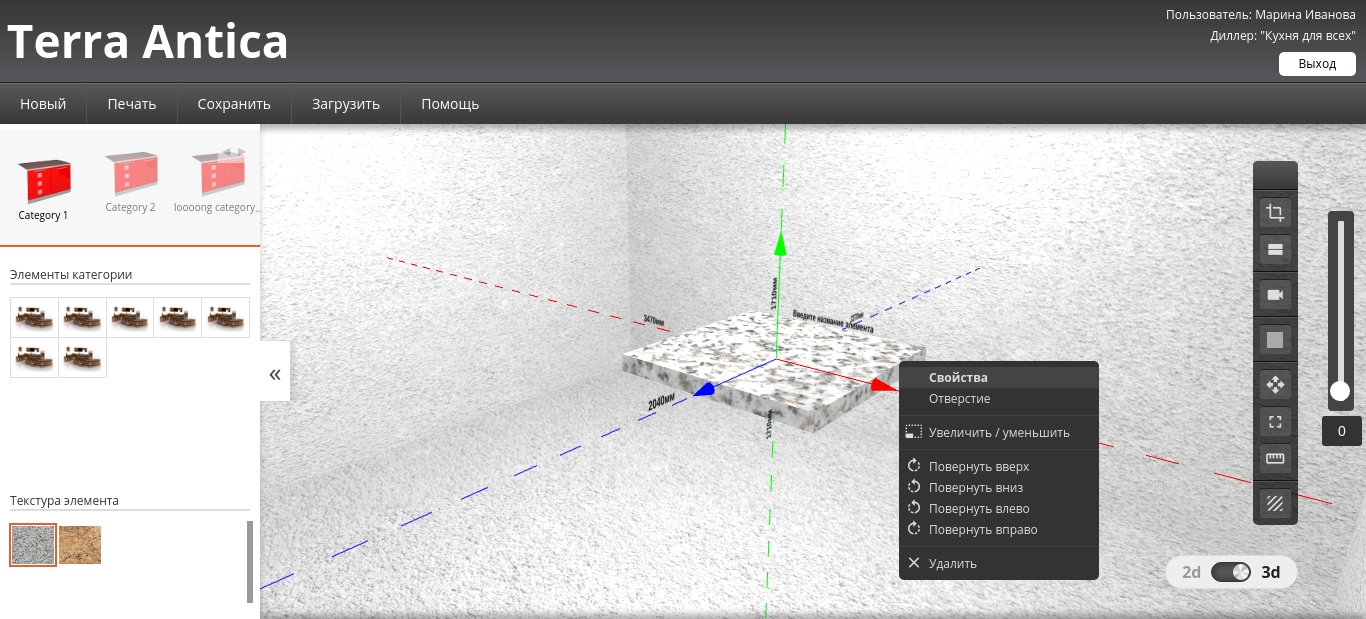 Terra Antica
Пользователь: Марина Иванова
Диллер: "Кухня для всех"
Выход
Новый
Печать
Сохранить
Загрузить
Помощь
Category 1
Category 2
loooong category...
Элементы категории
«
Текстура элемента
3470мм
1710мм
Введите название элемента
2040мм
1710мм
Свойства
Отверстие
Увеличить / уменьшить
Повернуть вверх
Повернуть вниз
Повернуть влево
Повернуть вправо
Удалить
0
2d
3d